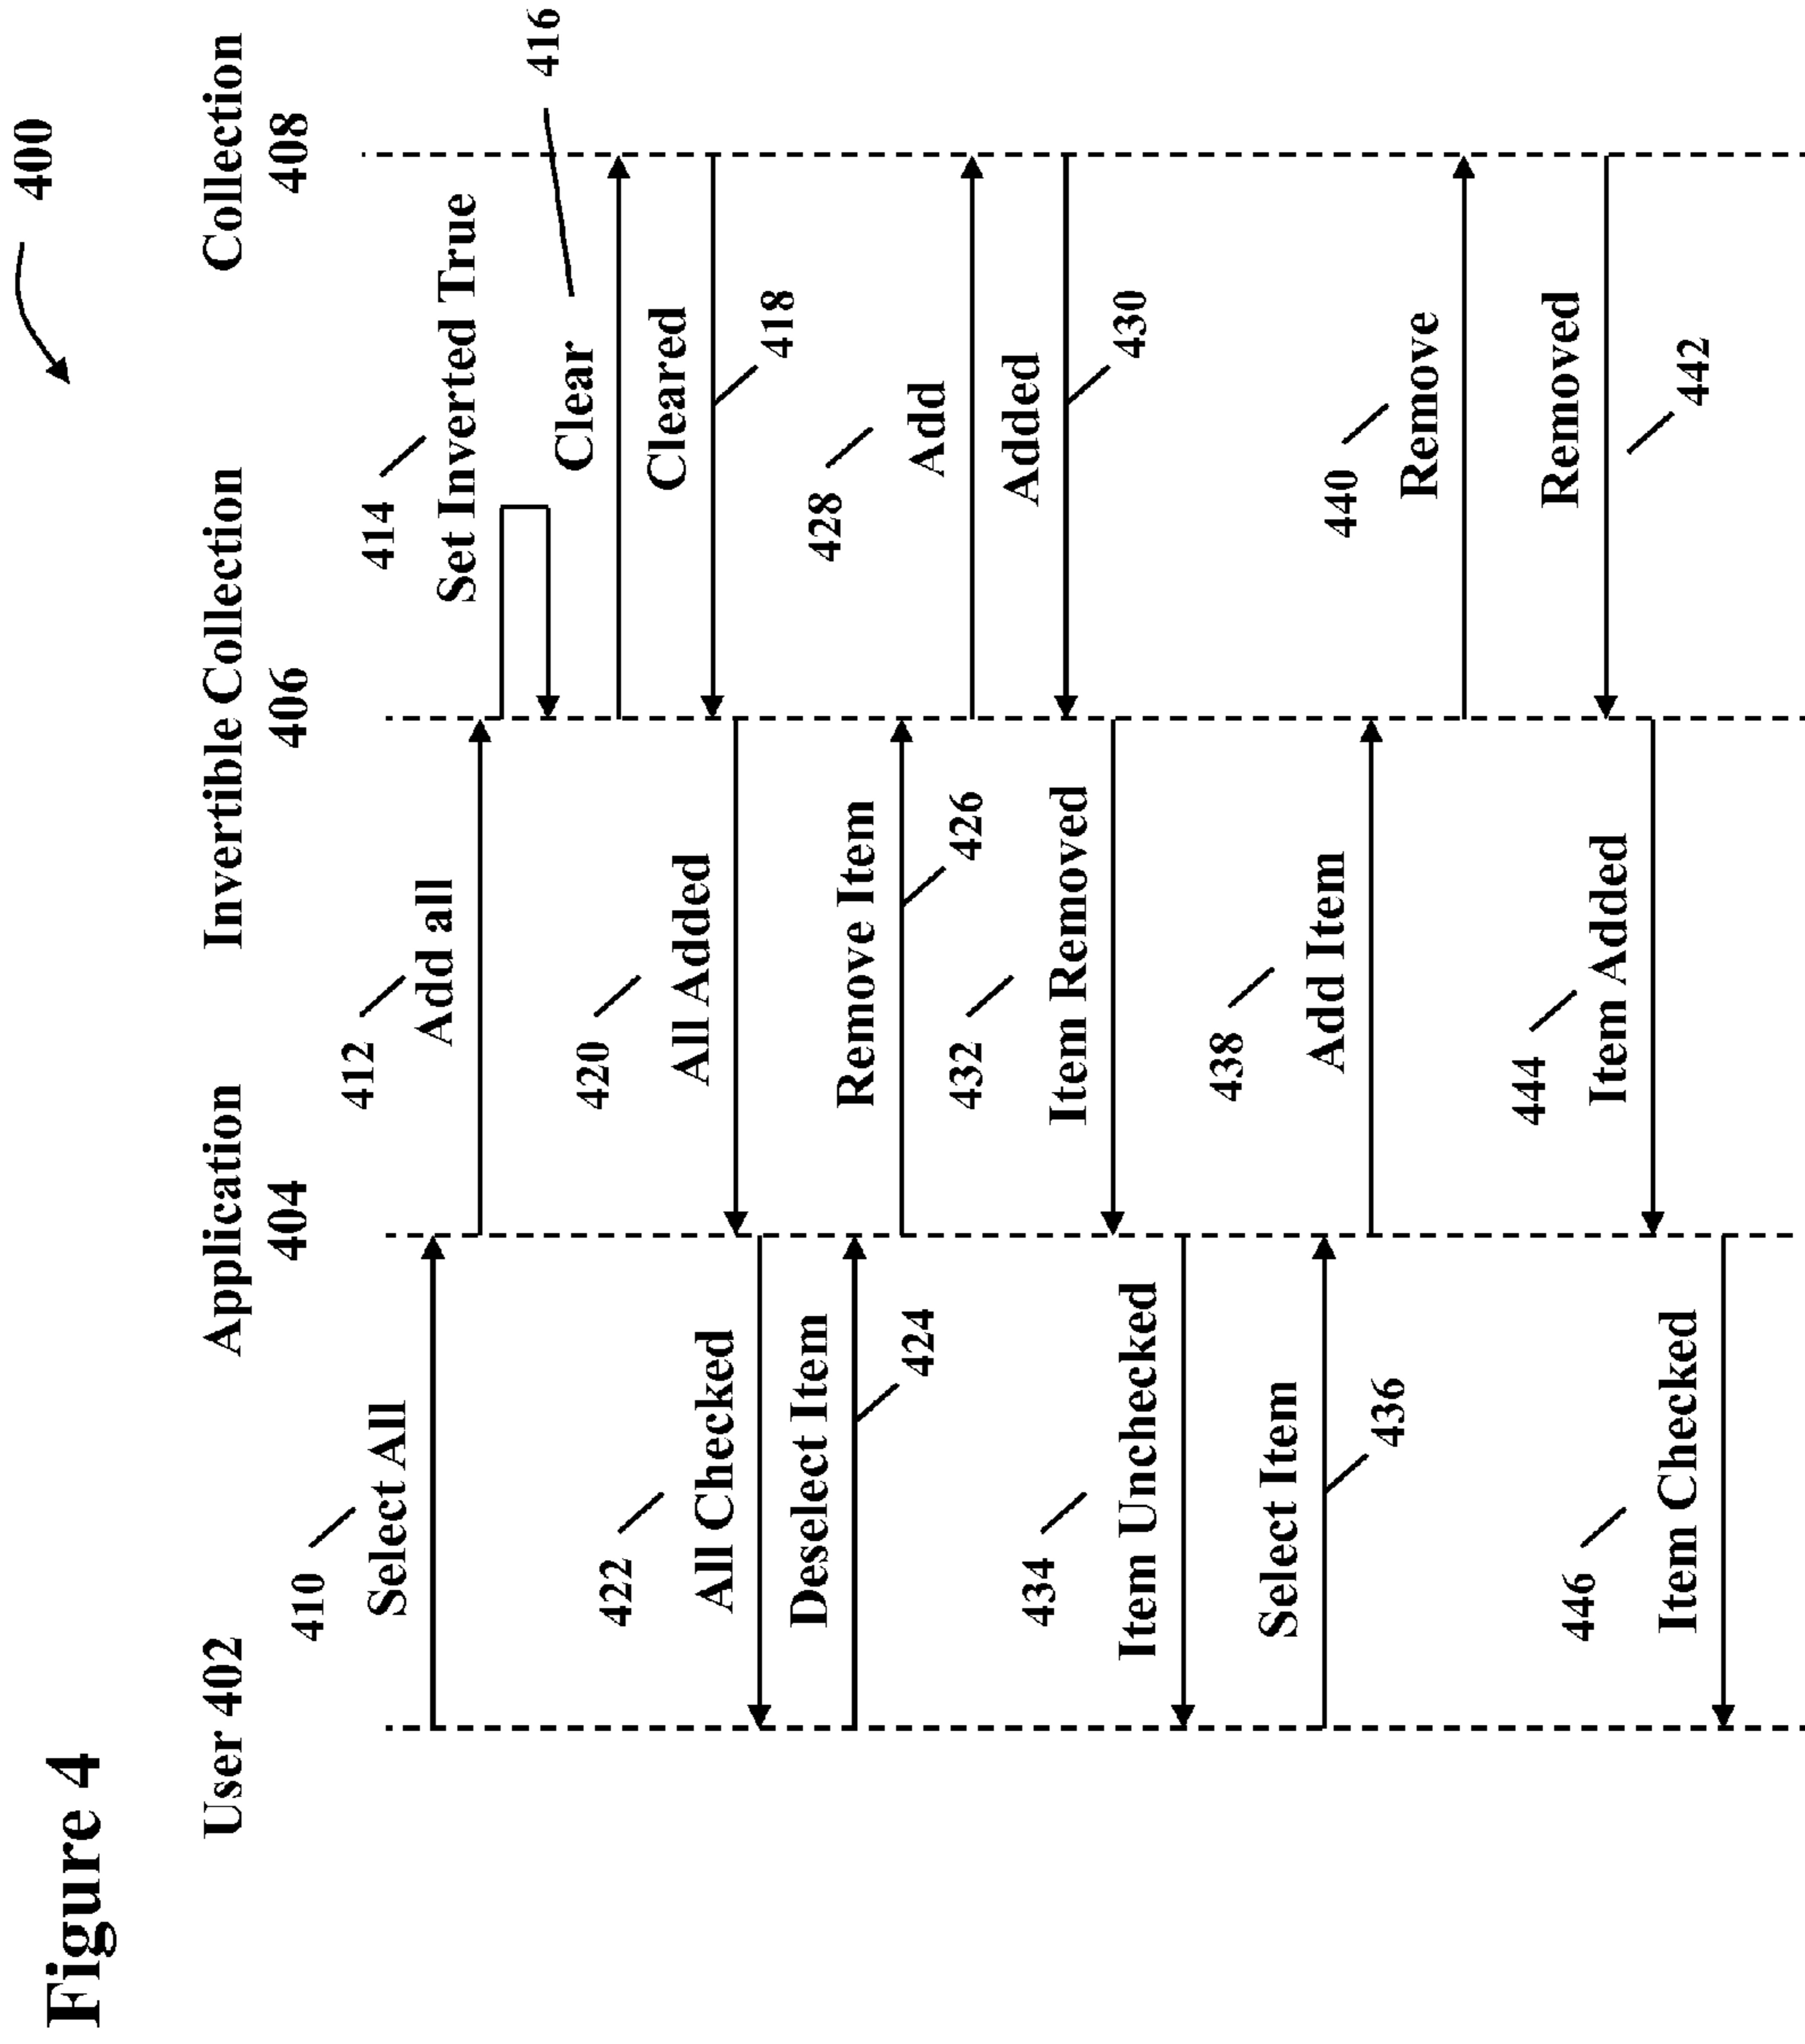 Figure 4
400
User 402
Application
404
Invertible Collection
406
Collection
408
410
Select All
412
Add all
414
Set Inverted True
416
Clear
Cleared
418
420
All Added
422
All Checked
Deselect Item
424
Remove Item
426
428
Add
Added
430
432
Item Removed
434
Item Unchecked
Select Item
436
438
Add Item
440
Remove
Removed
442
444
Item Added
446
Item Checked